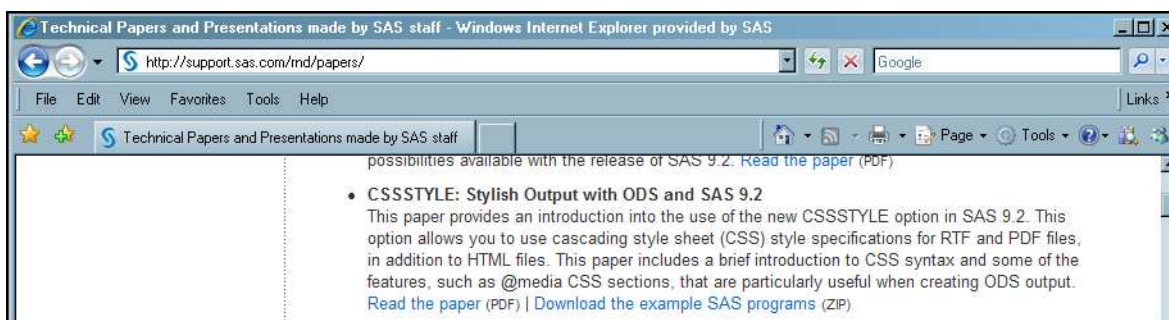 Technical Papers and Presentations made by SAS staff - Windows Internet Explorer provided by SAS
http://support.sas.com/rnd/papers/
Google
File Edit View Favorites Tools Help
Links
Technical Papers and Presentations made by SAS staff
Page Tools
possibilities available with the release of SAS 9.2. Read the paper (PDF)
• CSSSTYLE: Stylish Output with ODS and SAS 9.2
This paper provides an introduction into the use of the new CSSSTYLE option in SAS 9.2. This
option allows you to use cascading style sheet (CSS) style specifications for RTF and PDF files,
in addition to HTML files. This paper includes a brief introduction to CSS syntax and some of the
features, such as @media CSS sections, that are particularly useful when creating ODS output.
Read the paper (PDF) | Download the example SAS programs (ZIP)